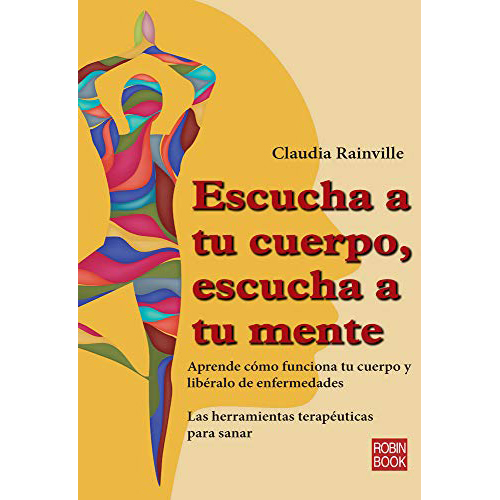 Claudia Rainville
Escucha a
tu cuerpo,
escucha a
tu mente
Aprende cómo funciona tu cuerpo y
libéralo de enfermedades
Las herramientas terapéuticas
para sanar
ROBIN
BOOK